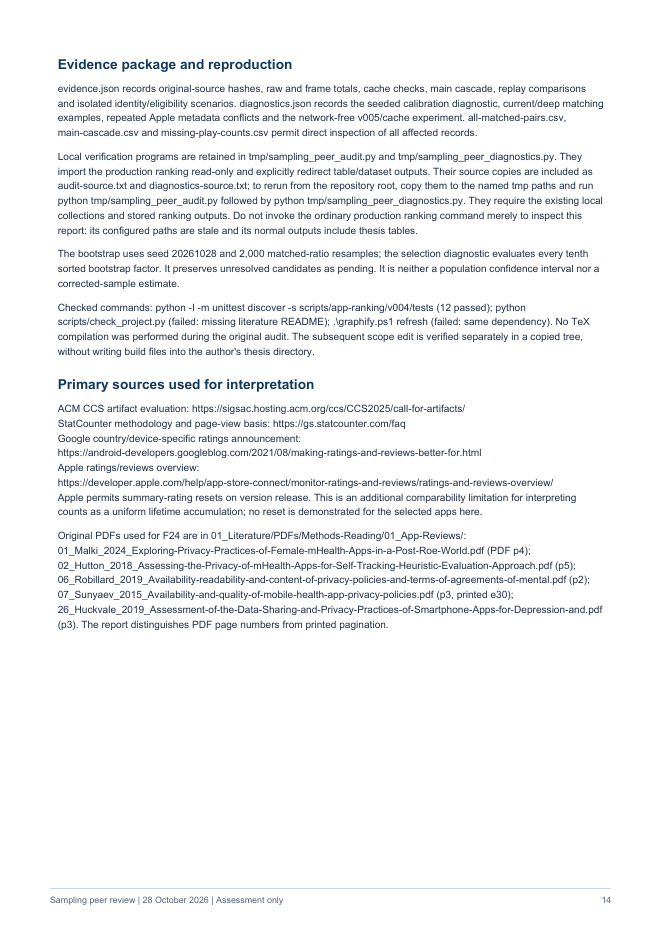 Evidence package and reproduction
evidence.json records original-source hashes, raw and frame totals, cache checks, main cascade, replay comparisons
and isolated identity/eligibility scenarios. diagnostics.json records the seeded calibration diagnostic, current/deep matching
examples, repeated Apple metadata conflicts and the network-free v005/cache experiment. all-matched-pairs.csv,
main-cascade.csv and missing-play-counts.csv permit direct inspection of all affected records.
Local verification programs are retained in tmp/sampling_peer_audit.py and tmp/sampling_peer_diagnostics.py. They
import the production ranking read-only and explicitly redirect table/dataset outputs. Their source copies are included as
audit-source.txt and diagnostics-source.txt; to rerun from the repository root, copy them to the named tmp paths and run
python tmp/sampling_peer_audit.py followed by python tmp/sampling_peer_diagnostics.py. They require the existing local
collections and stored ranking outputs. Do not invoke the ordinary production ranking command merely to inspect this
report: its configured paths are stale and its normal outputs include thesis tables.
The bootstrap uses seed 20261028 and 2,000 matched-ratio resamples; the selection diagnostic evaluates every tenth
sorted bootstrap factor. It preserves unresolved candidates as pending. It is neither a population confidence interval nor a
corrected-sample estimate.
Checked commands: python -I -m unittest discover -s scripts/app-ranking/v004/tests (12 passed); python
scripts/check_project.py (failed: missing literature README); .\graphify.ps1 refresh (failed: same dependency). No TeX
compilation was performed during the original audit. The subsequent scope edit is verified separately in a copied tree,
without writing build files into the author's thesis directory.
Primary sources used for interpretation
ACM CCS artifact evaluation: https://sigsac.hosting.acm.org/ccs/CCS2025/call-for-artifacts/
StatCounter methodology and page-view basis: https://gs.statcounter.com/faq
Google country/device-specific ratings announcement:
https://android-developers.googleblog.com/2021/08/making-ratings-and-reviews-better-for.html
Apple ratings/reviews overview:
https://developer.apple.com/help/app-store-connect/monitor-ratings-and-reviews/ratings-and-reviews-overview/
Apple permits summary-rating resets on version release. This is an additional comparability limitation for interpreting
counts as a uniform lifetime accumulation; no reset is demonstrated for the selected apps here.
Original PDFs used for F24 are in 01_Literature/PDFs/Methods-Reading/01_App-Reviews/:
01_Malki_2024_Exploring-Privacy-Practices-of-Female-mHealth-Apps-in-a-Post-Roe-World.pdf (PDF p4);
02_Hutton_2018_Assessing-the-Privacy-of-mHealth-Apps-for-Self-Tracking-Heuristic-Evaluation-Approach.pdf (p5);
06_Robillard_2019_Availability-readability-and-content-of-privacy-policies-and-terms-of-agreements-of-mental.pdf (p2);
07_Sunyaev_2015_Availability-and-quality-of-mobile-health-app-privacy-policies.pdf (p3, printed e30);
26_Huckvale_2019_Assessment-of-the-Data-Sharing-and-Privacy-Practices-of-Smartphone-Apps-for-Depression-and.pdf
(p3). The report distinguishes PDF page numbers from printed pagination.
Sampling peer review | 28 October 2026 | Assessment only
14